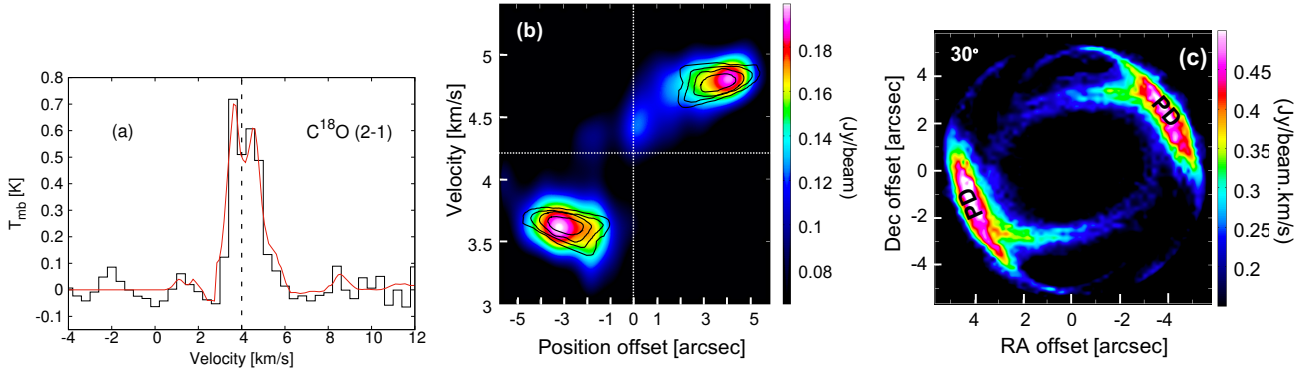 (a)
C18O (2-1)
0.8
0.7
0.6
0.5
0.4
0.3
0.2
0.1
0
-0.1
Tmb [K]
-4 -2 0 2 4 6 8 10 12
Velocity [km/s]
(b)
5
4.5
4
3.5
3
Velocity [km/s]
-5 -3 -1 0 1 3 5
Position offset [arcsec]
0.18
0.16
0.14
0.12
0.1
0.08
(Jy/beam)
30°
(c)
PD
PD
4
2
0
-2
-4
Dec offset [arcsec]
4 2 0 -2 -4
RA offset [arcsec]
0.45
0.4
0.35
0.3
0.25
0.2
(Jy/beam.km/s)